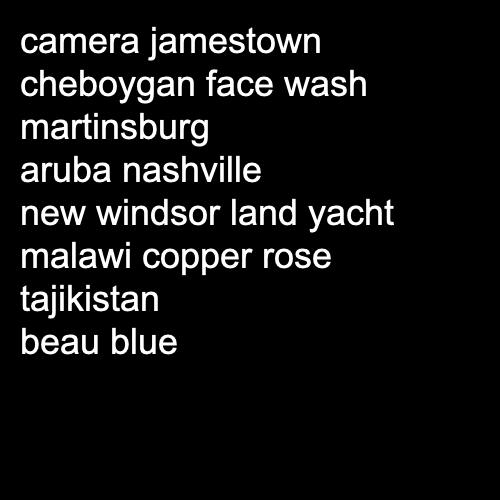 camera jamestown
cheboygan face wash
martinsburg
aruba nashville
new windsor land yacht
malawi copper rose
tajikistan
beau blue